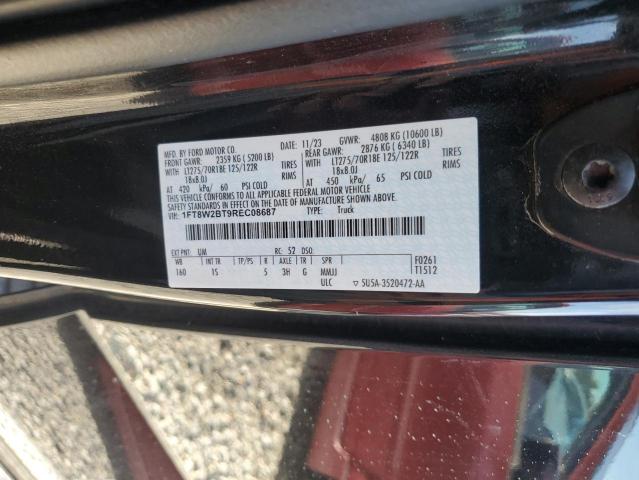 MFD. BY FORD MOTOR CO. DATE: 11/23 GVWR: 4808 KG (10600 LB)
FRONT GAWR: 2359 KG (5200 LB) REAR GAWR: 2876 KG (6340 LB)
WITH LT275/70R18E 125/122R TIRES WITH LT275/70R18E 125/122R TIRES
18x8.0J RIMS 18x8.0J RIMS
AT 420 kPa/ 60 PSI COLD AT 450 kPa/ 65 PSI COLD
THIS VEHICLE CONFORMS TO ALL APPLICABLE FEDERAL MOTOR VEHICLE
SAFETY STANDARDS IN EFFECT ON THE DATE OF MANUFACTURE SHOWN ABOVE.
VIN: 1FT8W2BT9REC08687 TYPE: Truck
EXT PNT: UM RC: 52 DSO:
WB INT TR TP/PS R AXLE TR SPR F0261
160 1S 5 3H G MMJJ T1512
ULC ▽ 5U5A-3520472-AA